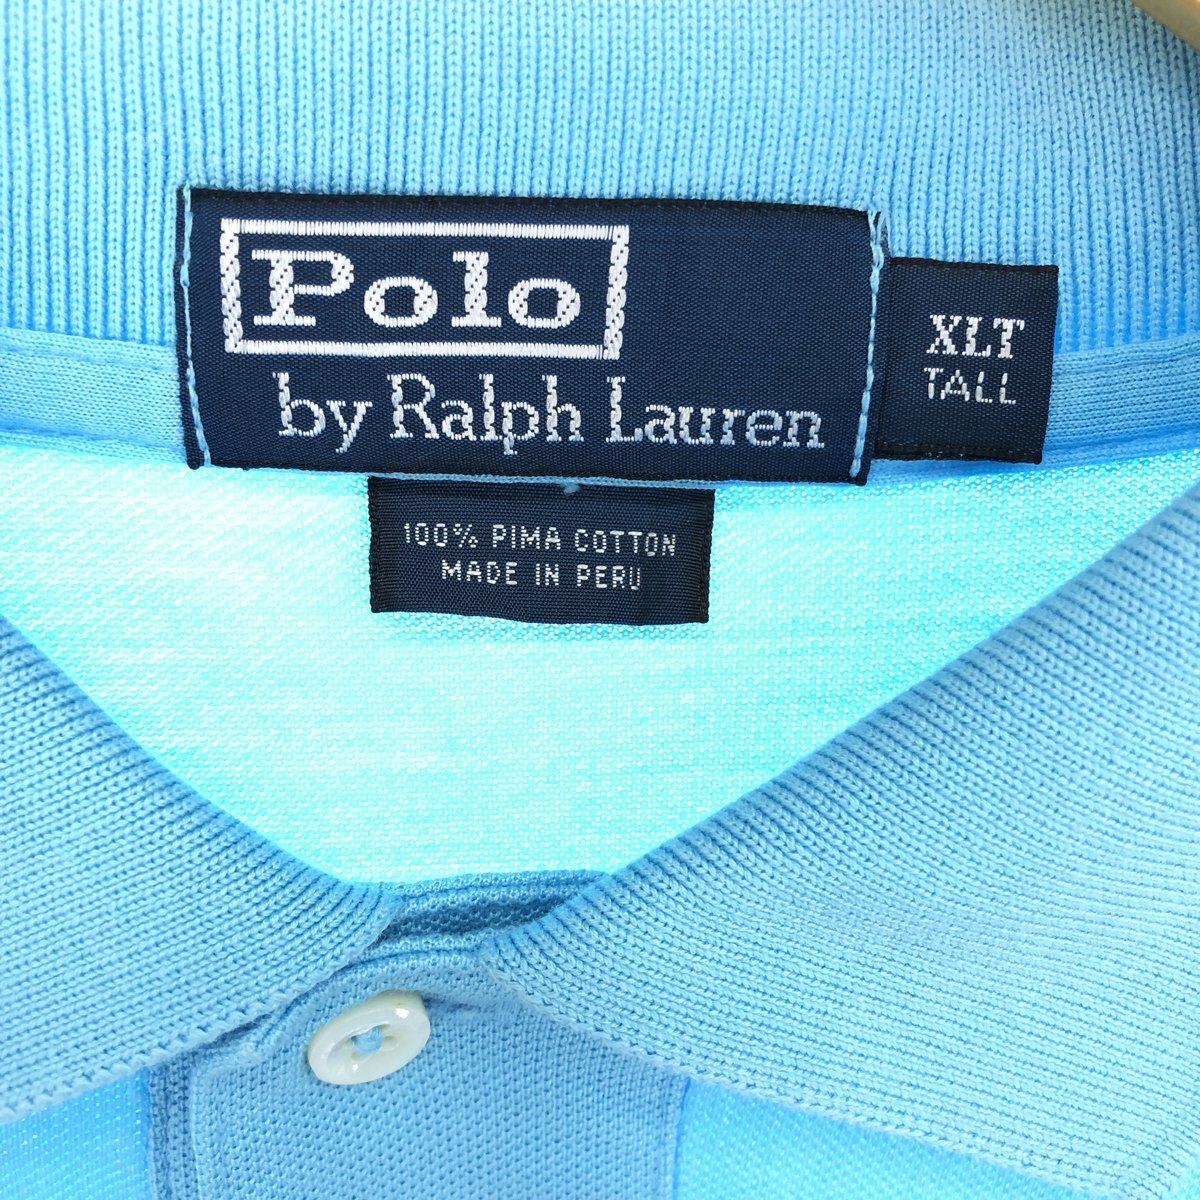 Polo
by Ralph Lauren
XLT
TALL
100% PIMA COTTON
MADE IN PERU